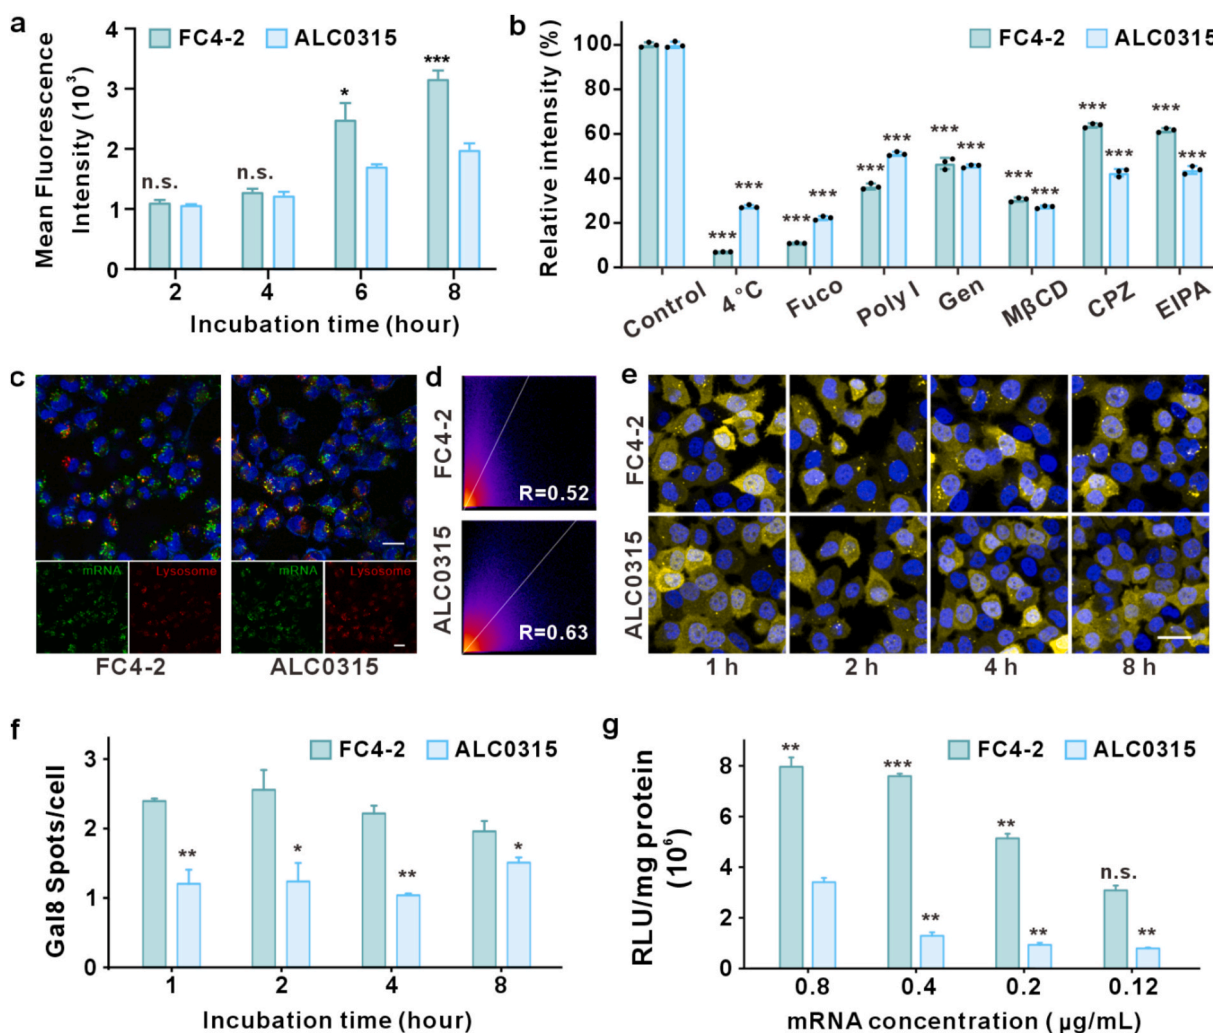 a
FC4-2 ALC0315
Mean Fluorescence
Intensity (10³)
4
3
2
1
0
n.s. n.s. * ***
2 4 6 8
Incubation time (hour)
b
FC4-2 ALC0315
Relative intensity (%)
100
80
60
40
20
0
*** *** *** *** *** *** *** *** *** *** *** *** *** ***
Control 4 °C Fuco Poly I Gen MβCD CPZ EIPA
c
mRNA Lysosome mRNA Lysosome
FC4-2 ALC0315
d
FC4-2
R=0.52
ALC0315
R=0.63
e
FC4-2
ALC0315
1 h 2 h 4 h 8 h
f
FC4-2 ALC0315
Gal8 Spots/cell
3
2
1
0
** * ** *
1 2 4 8
Incubation time (hour)
g
FC4-2 ALC0315
RLU/mg protein
(10⁶)
8
6
4
2
0
** *** ** ** ** n.s. **
0.8 0.4 0.2 0.12
mRNA concentration ( μg/mL)